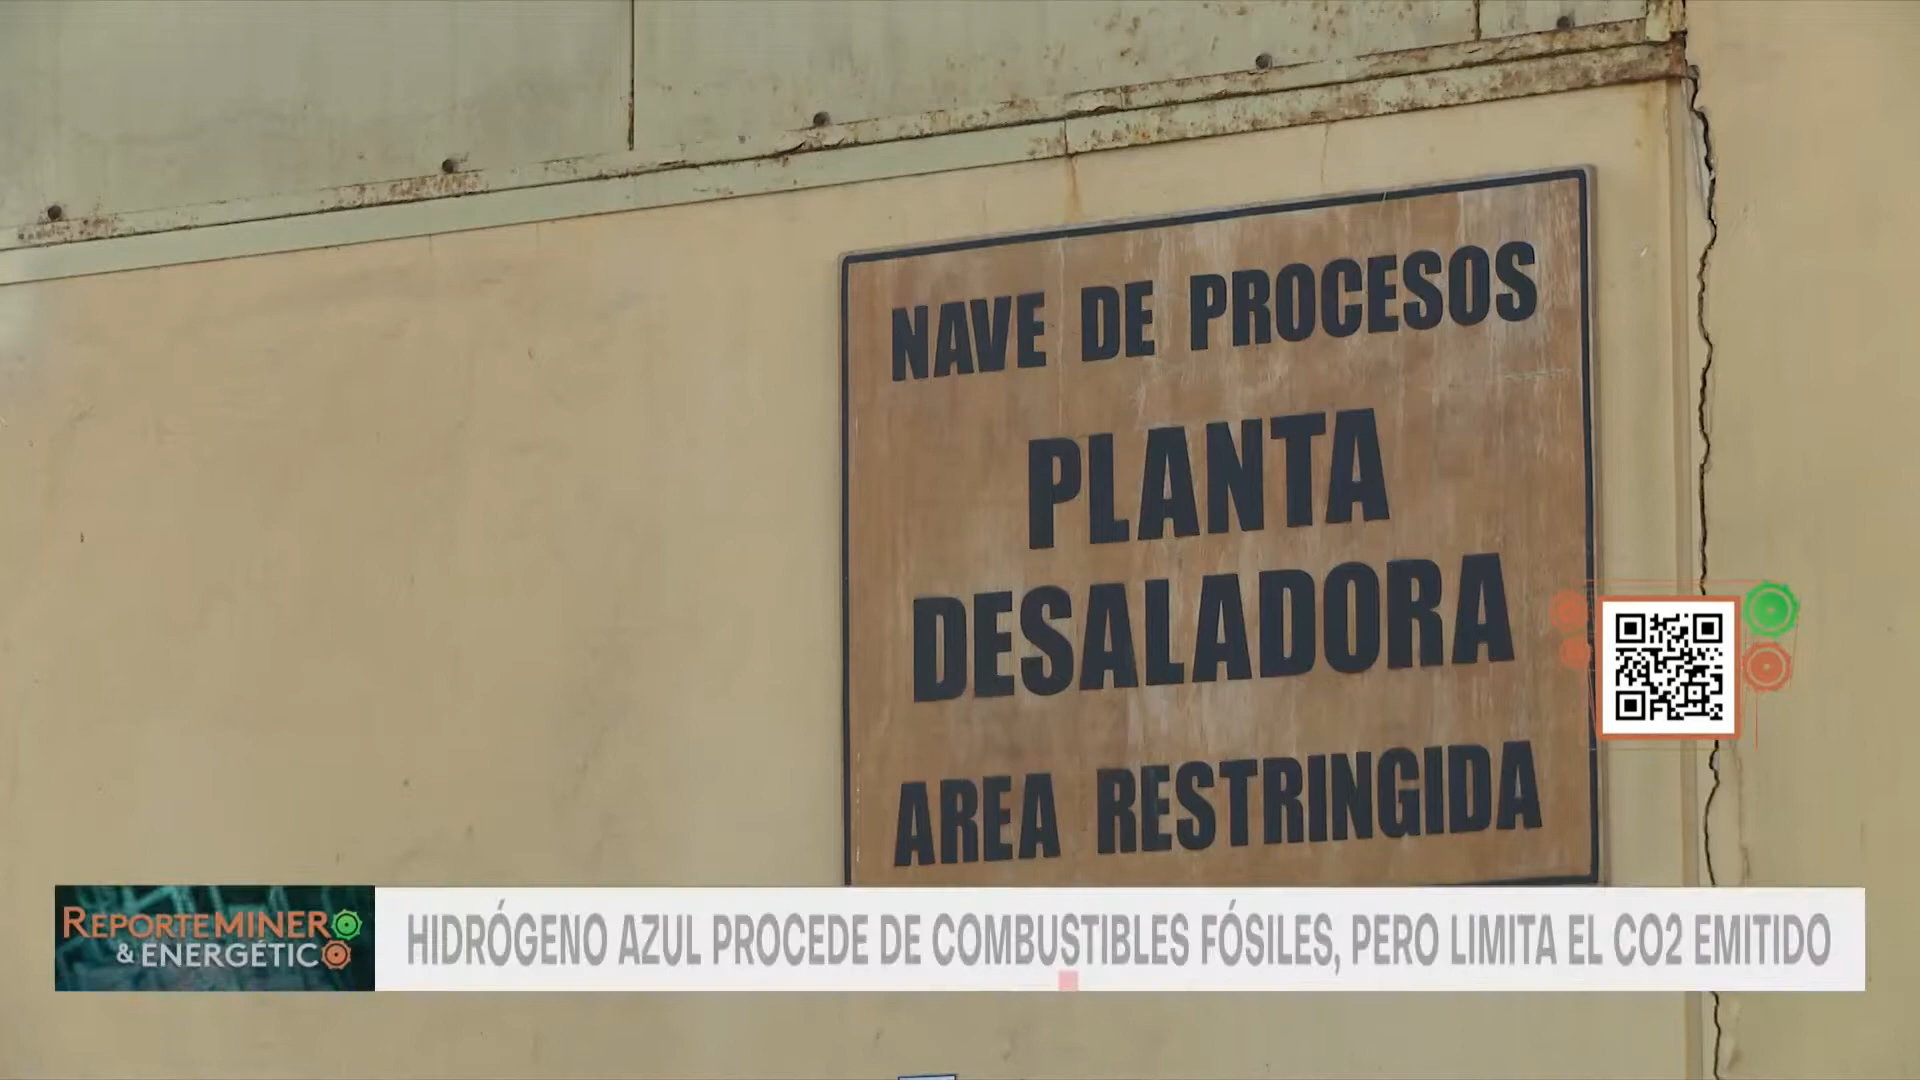 NAVE DE PROCESOS
PLANTA
DESALADORA
AREA RESTRINGIDA
REPORTEMINERO
& ENERGÉTICO
HIDRÓGENO AZUL PROCEDE DE COMBUSTIBLES FÓSILES, PERO LIMITA EL CO2 EMITIDO